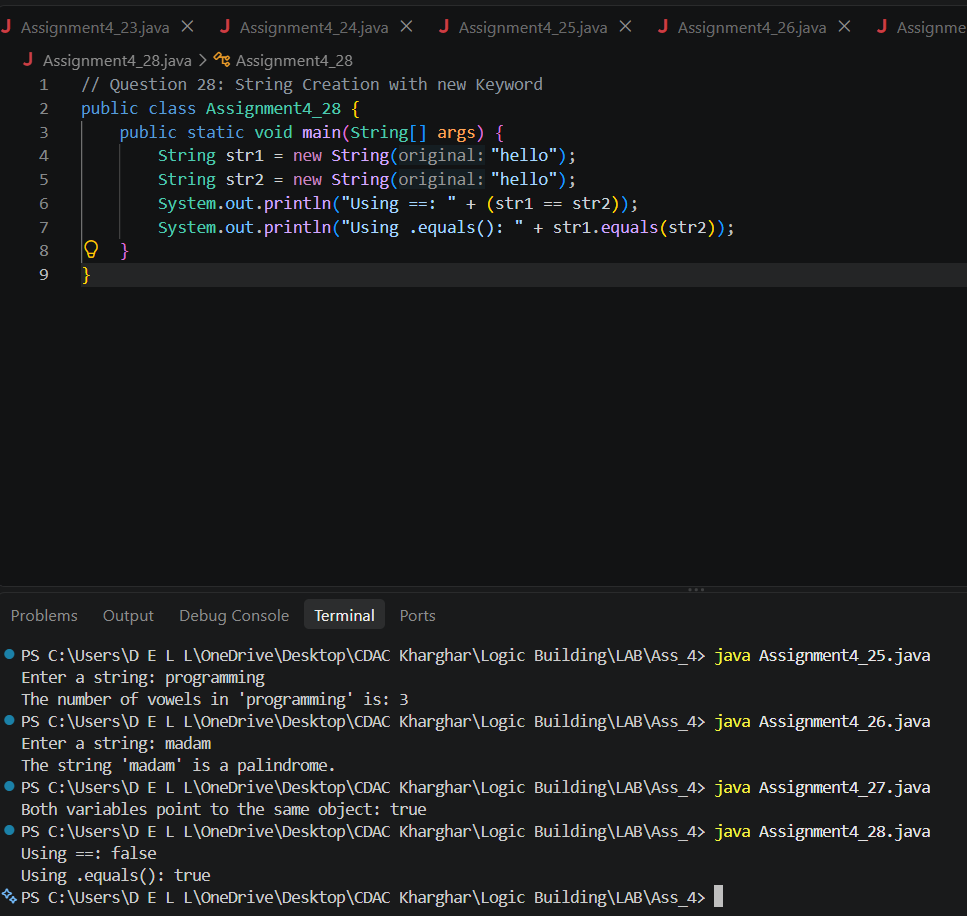 J Assignment4_23.java × J Assignment4_24.java × J Assignment4_25.java × J Assignment4_26.java × J Assignme
J Assignment4_28.java > Assignment4_28
1 // Question 28: String Creation with new Keyword
2 public class Assignment4_28 {
3     public static void main(String[] args) {
4         String str1 = new String(original:"hello");
5         String str2 = new String(original:"hello");
6         System.out.println("Using ==: " + (str1 == str2));
7         System.out.println("Using .equals(): " + str1.equals(str2));
8     }
9 }
Problems Output Debug Console Terminal Ports
PS C:\Users\D E L L\OneDrive\Desktop\CDAC Kharghar\Logic Building\LAB\Ass_4> java Assignment4_25.java
Enter a string: programming
The number of vowels in 'programming' is: 3
PS C:\Users\D E L L\OneDrive\Desktop\CDAC Kharghar\Logic Building\LAB\Ass_4> java Assignment4_26.java
Enter a string: madam
The string 'madam' is a palindrome.
PS C:\Users\D E L L\OneDrive\Desktop\CDAC Kharghar\Logic Building\LAB\Ass_4> java Assignment4_27.java
Both variables point to the same object: true
PS C:\Users\D E L L\OneDrive\Desktop\CDAC Kharghar\Logic Building\LAB\Ass_4> java Assignment4_28.java
Using ==: false
Using .equals(): true
PS C:\Users\D E L L\OneDrive\Desktop\CDAC Kharghar\Logic Building\LAB\Ass_4>